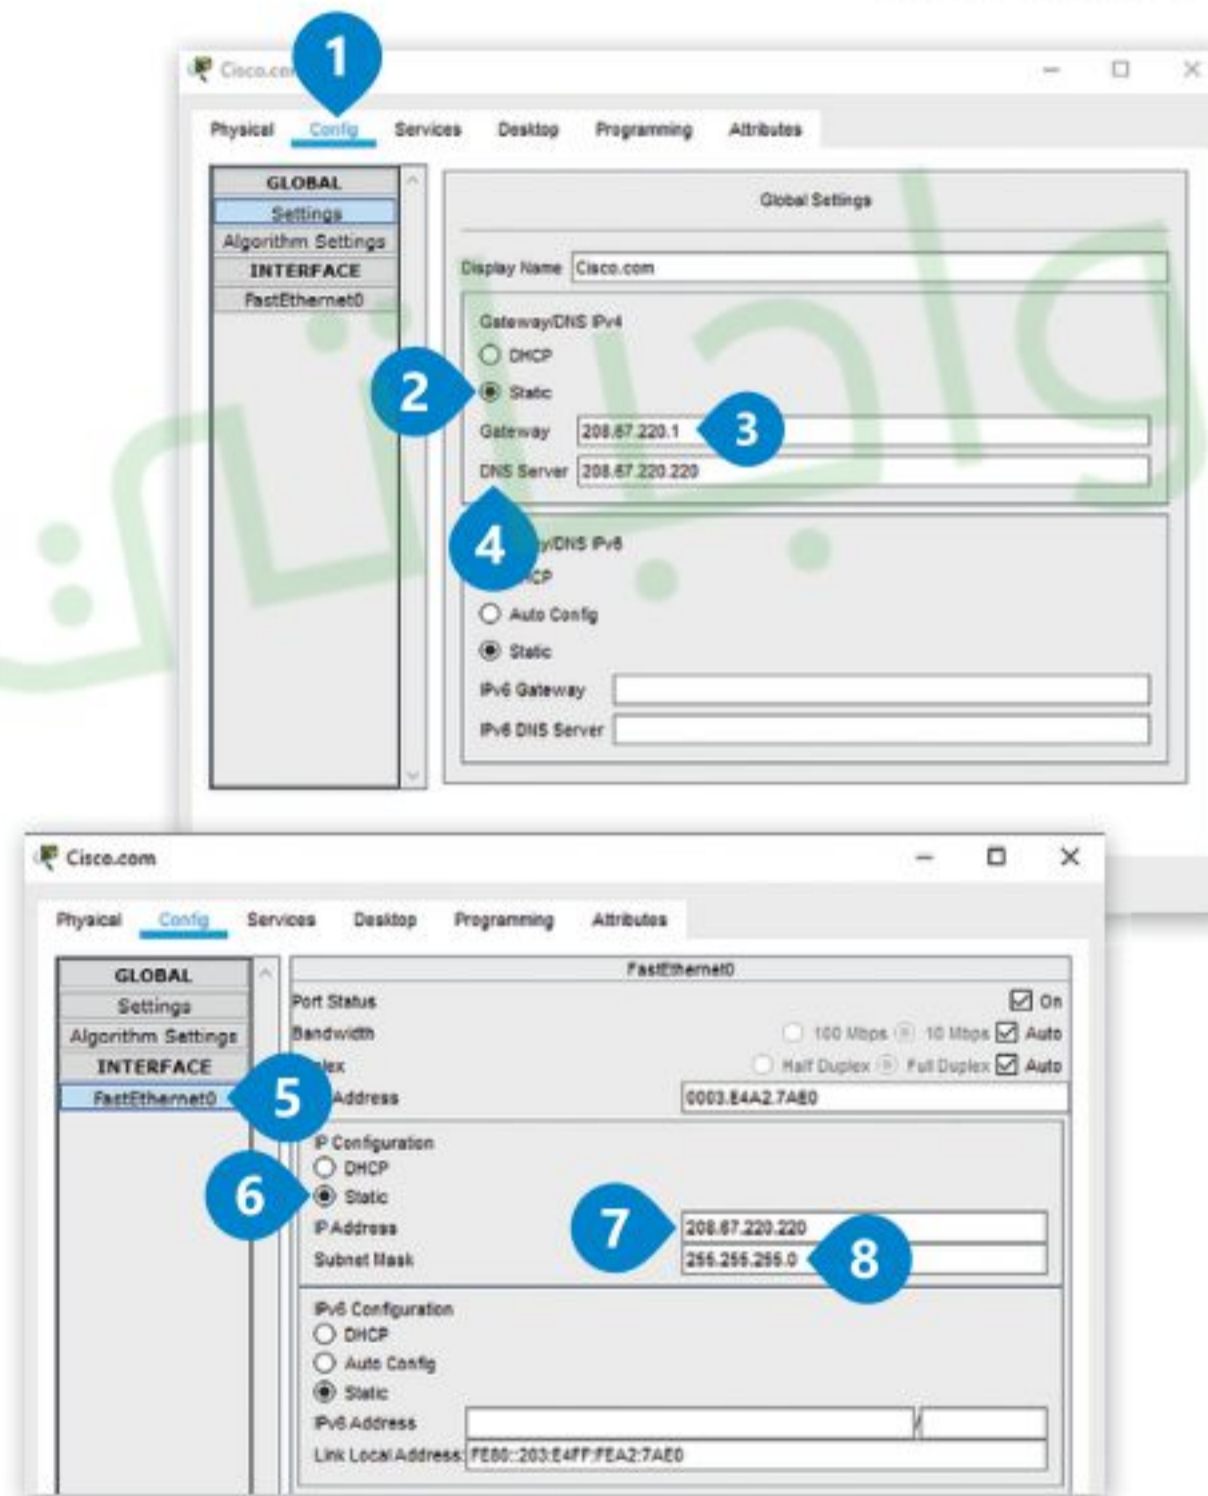 1
Cisco.co
Physical Config Services Desktop Programming Attributes
GLOBAL
Settings
Algorithm Settings
INTERFACE
FastEthernet0
Global Settings
Display Name Cisco.com
Gateway/DNS IPv4
DHCP
2 Static
Gateway 208.67.220.1 3
DNS Server 208.67.220.220
4 y/DNS IPv6
HCP
Auto Config
Static
IPv6 Gateway
IPv6 DNS Server
واجباتك
Cisco.com
Physical Config Services Desktop Programming Attributes
GLOBAL
Settings
Algorithm Settings
INTERFACE
FastEthernet0 5
FastEthernet0
Port Status On
Bandwidth 100 Mbps 10 Mbps Auto
lex Half Duplex Full Duplex Auto
Address 0003.E4A2.7AE0
IP Configuration
DHCP
6 Static
IP Address 7 208.67.220.220
Subnet Mask 255.255.255.0 8
IPv6 Configuration
DHCP
Auto Config
Static
IPv6 Address /
Link Local Address: FE80::203:E4FF:FEA2:7AE0